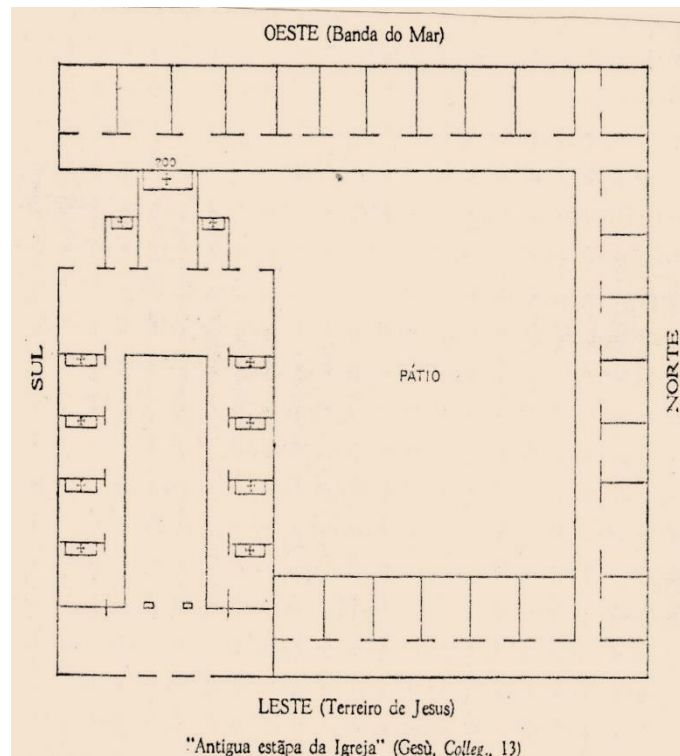 OESTE (Banda do Mar)
SUL
PÁTIO
NORTE
LESTE (Terreiro de Jesus)
"Antigua estãpa da Igreja" (Gesù, Colleg., 13)